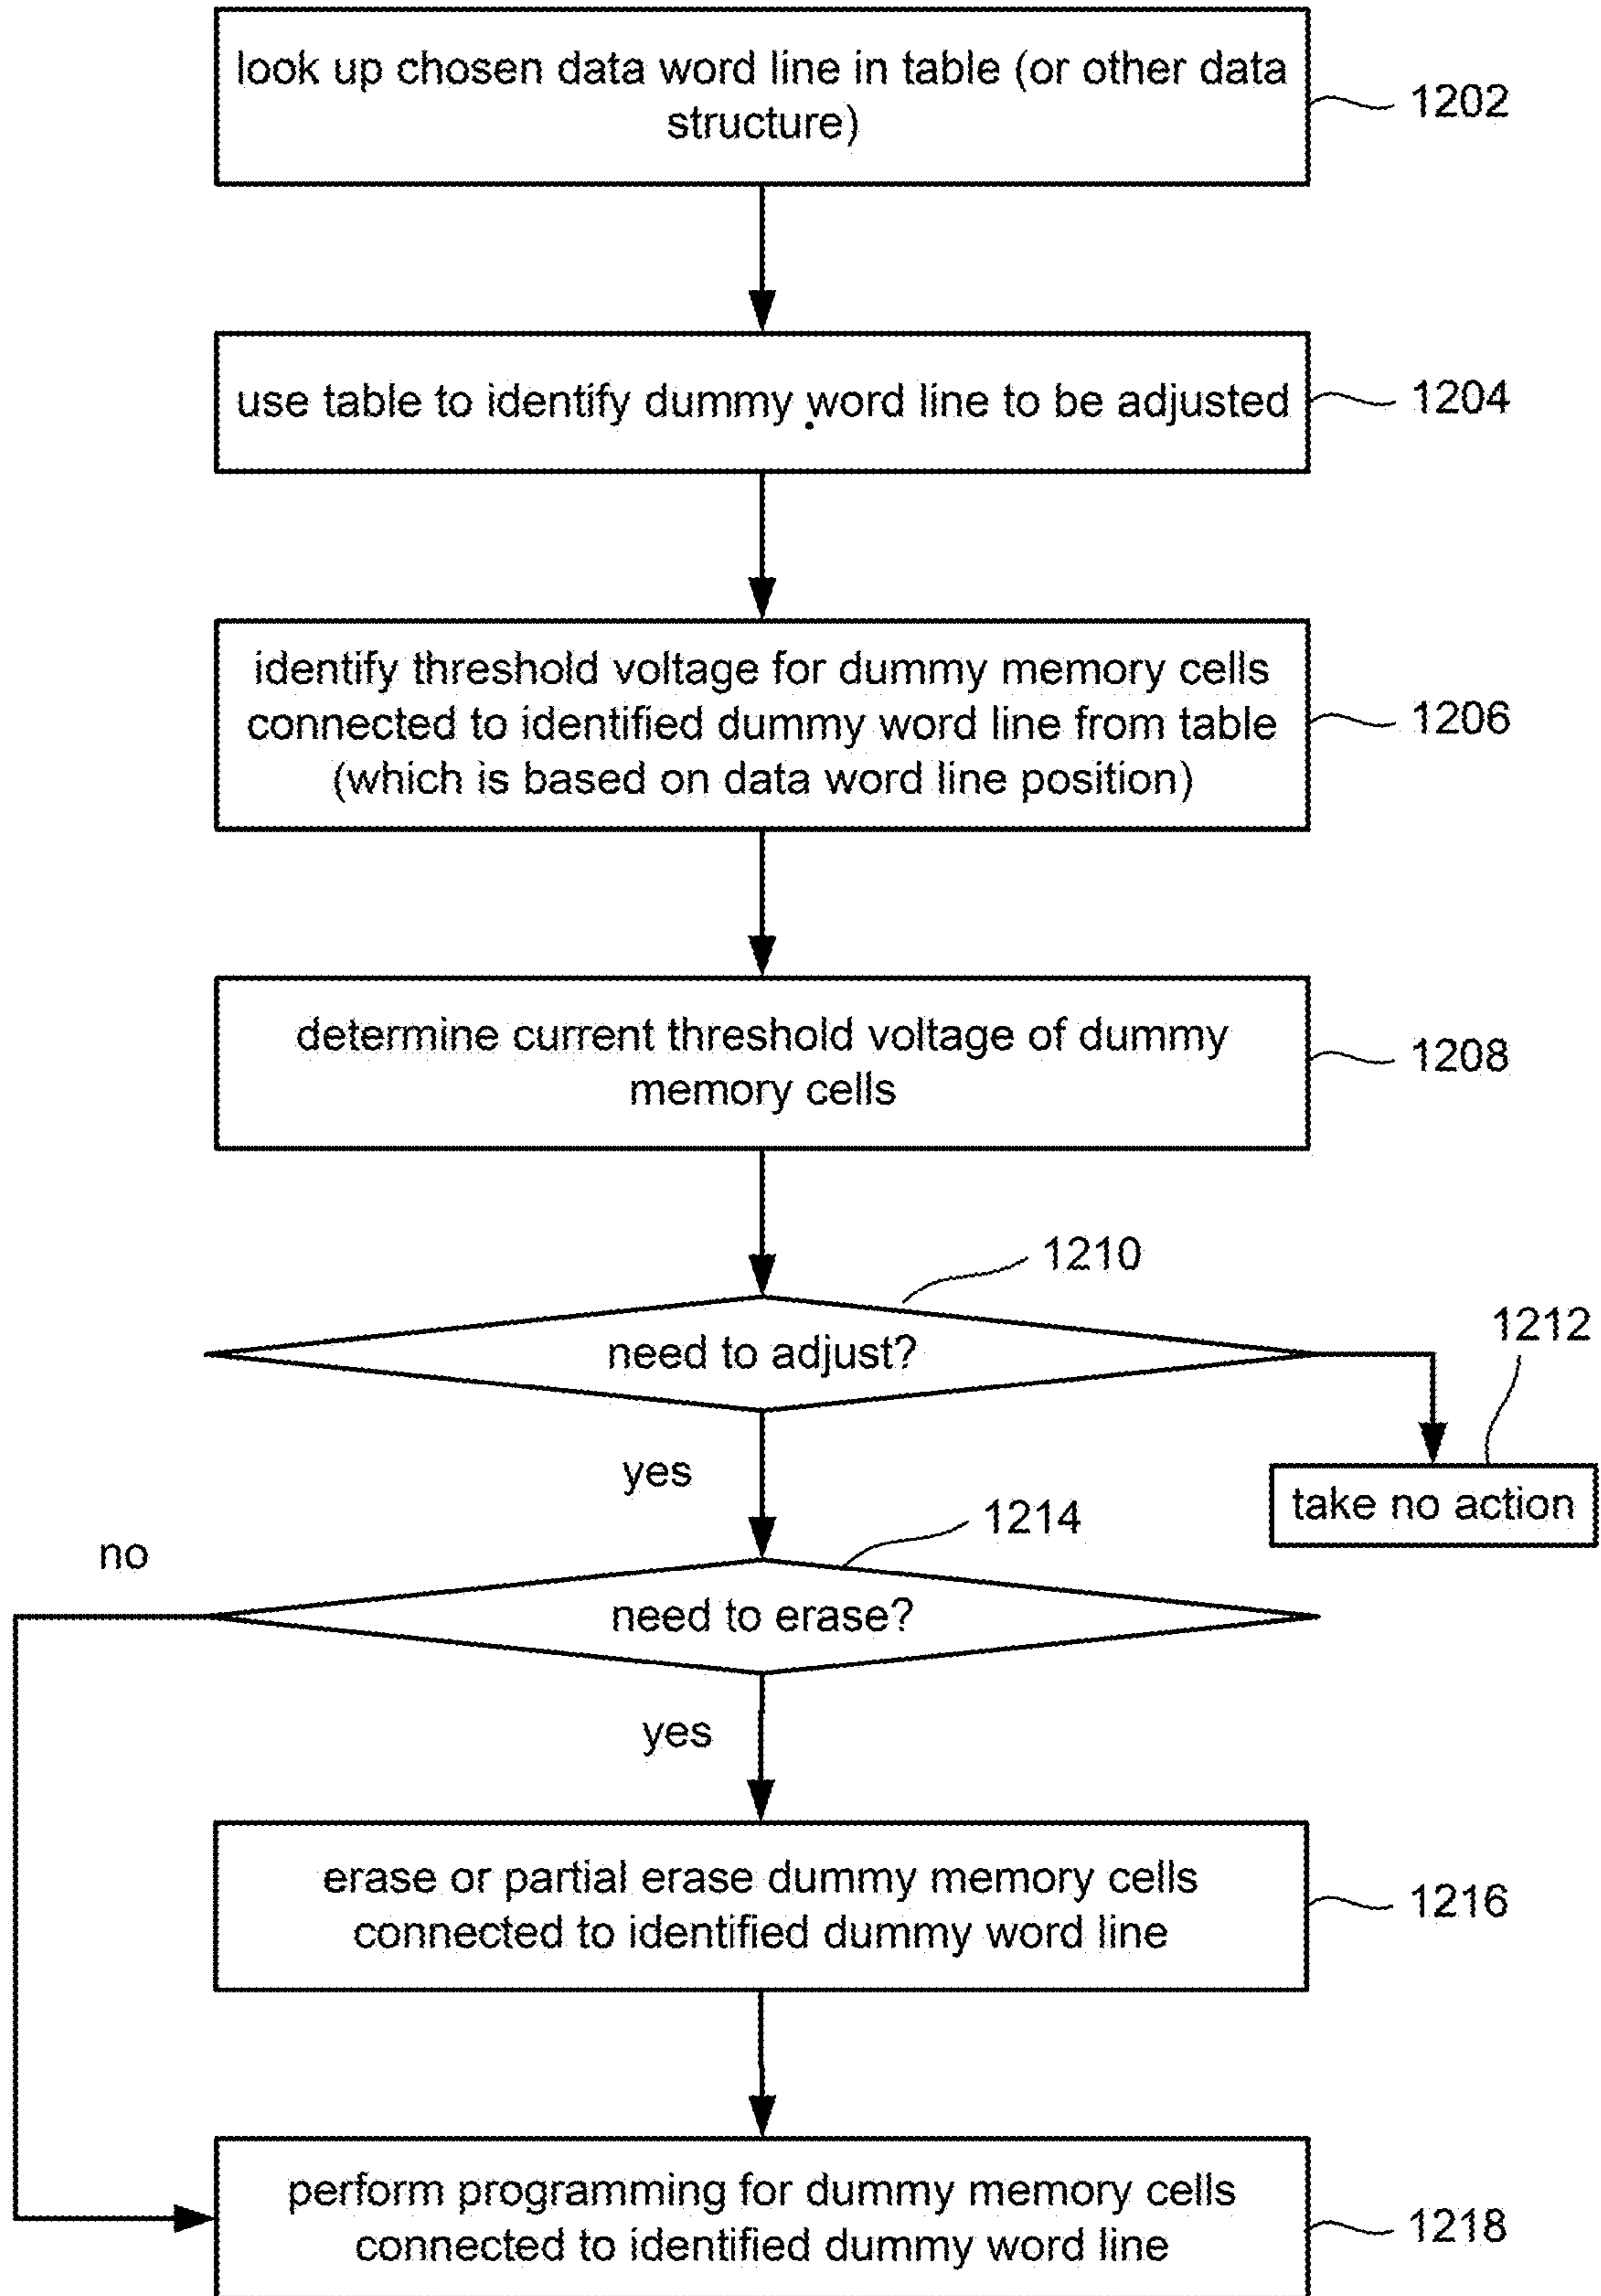 look up chosen data word line in table (or other data
structure)
1202
use table to identify dummy word line to be adjusted
1204
identify threshold voltage for dummy memory cells
connected to identified dummy word line from table
(which is based on data word line position)
1206
determine current threshold voltage of dummy
memory cells
1208
1210
need to adjust?
1212
take no action
yes
1214
no
need to erase?
yes
erase or partial erase dummy memory cells
connected to identified dummy word line
1216
perform programming for dummy memory cells
connected to identified dummy word line
1218